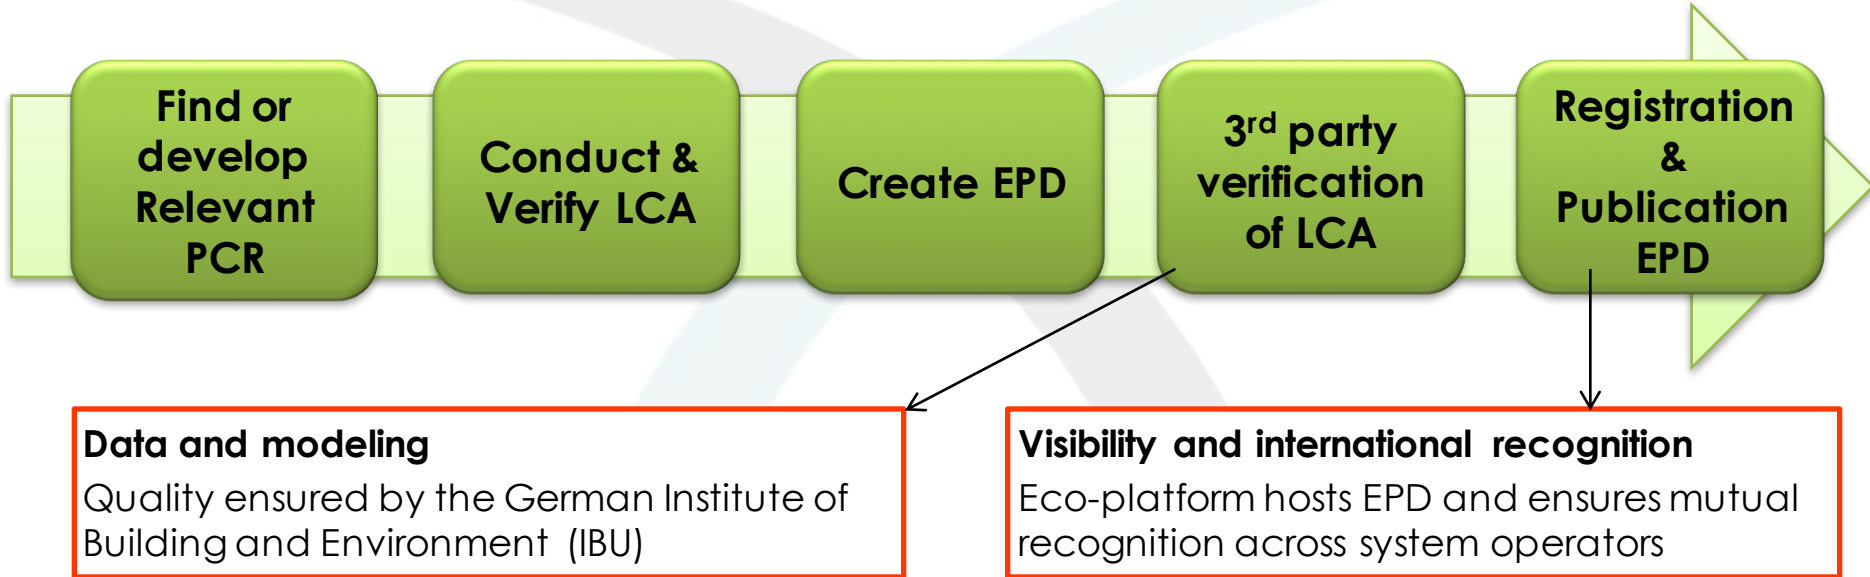 Find or
develop
Relevant
PCR
Conduct &
Verify LCA
Create EPD
3rd party
verification
of LCA
Registration
&
Publication
EPD
Data and modeling
Quality ensured by the German Institute of
Building and Environment (IBU)
Visibility and international recognition
Eco-platform hosts EPD and ensures mutual
recognition across system operators